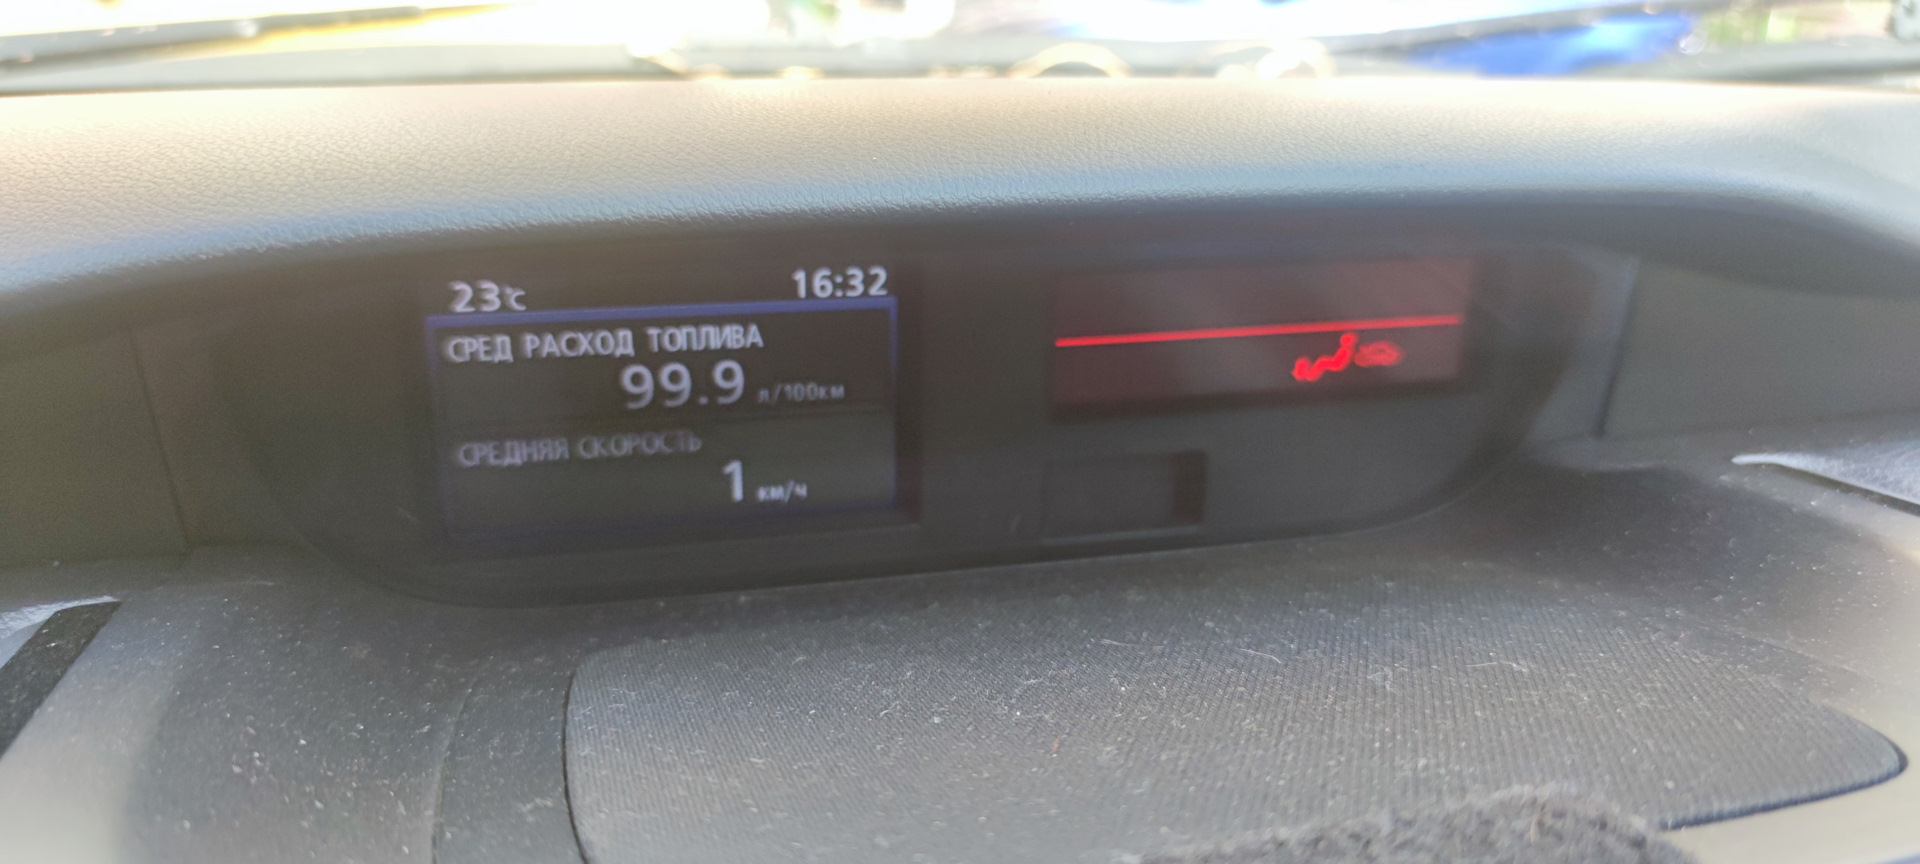 23°C 16:32
СРЕД РАСХОД ТОПЛИВА
99.9 л/100км
СРЕДНЯЯ СКОРОСТЬ
1 км/ч